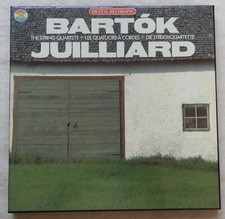 DIGITAL RECORDING
BARTÓK
THE STRING QUARTETS • LES QUATUORS À CORDES • DIE STREICHQUARTETTE
JUILLIARD